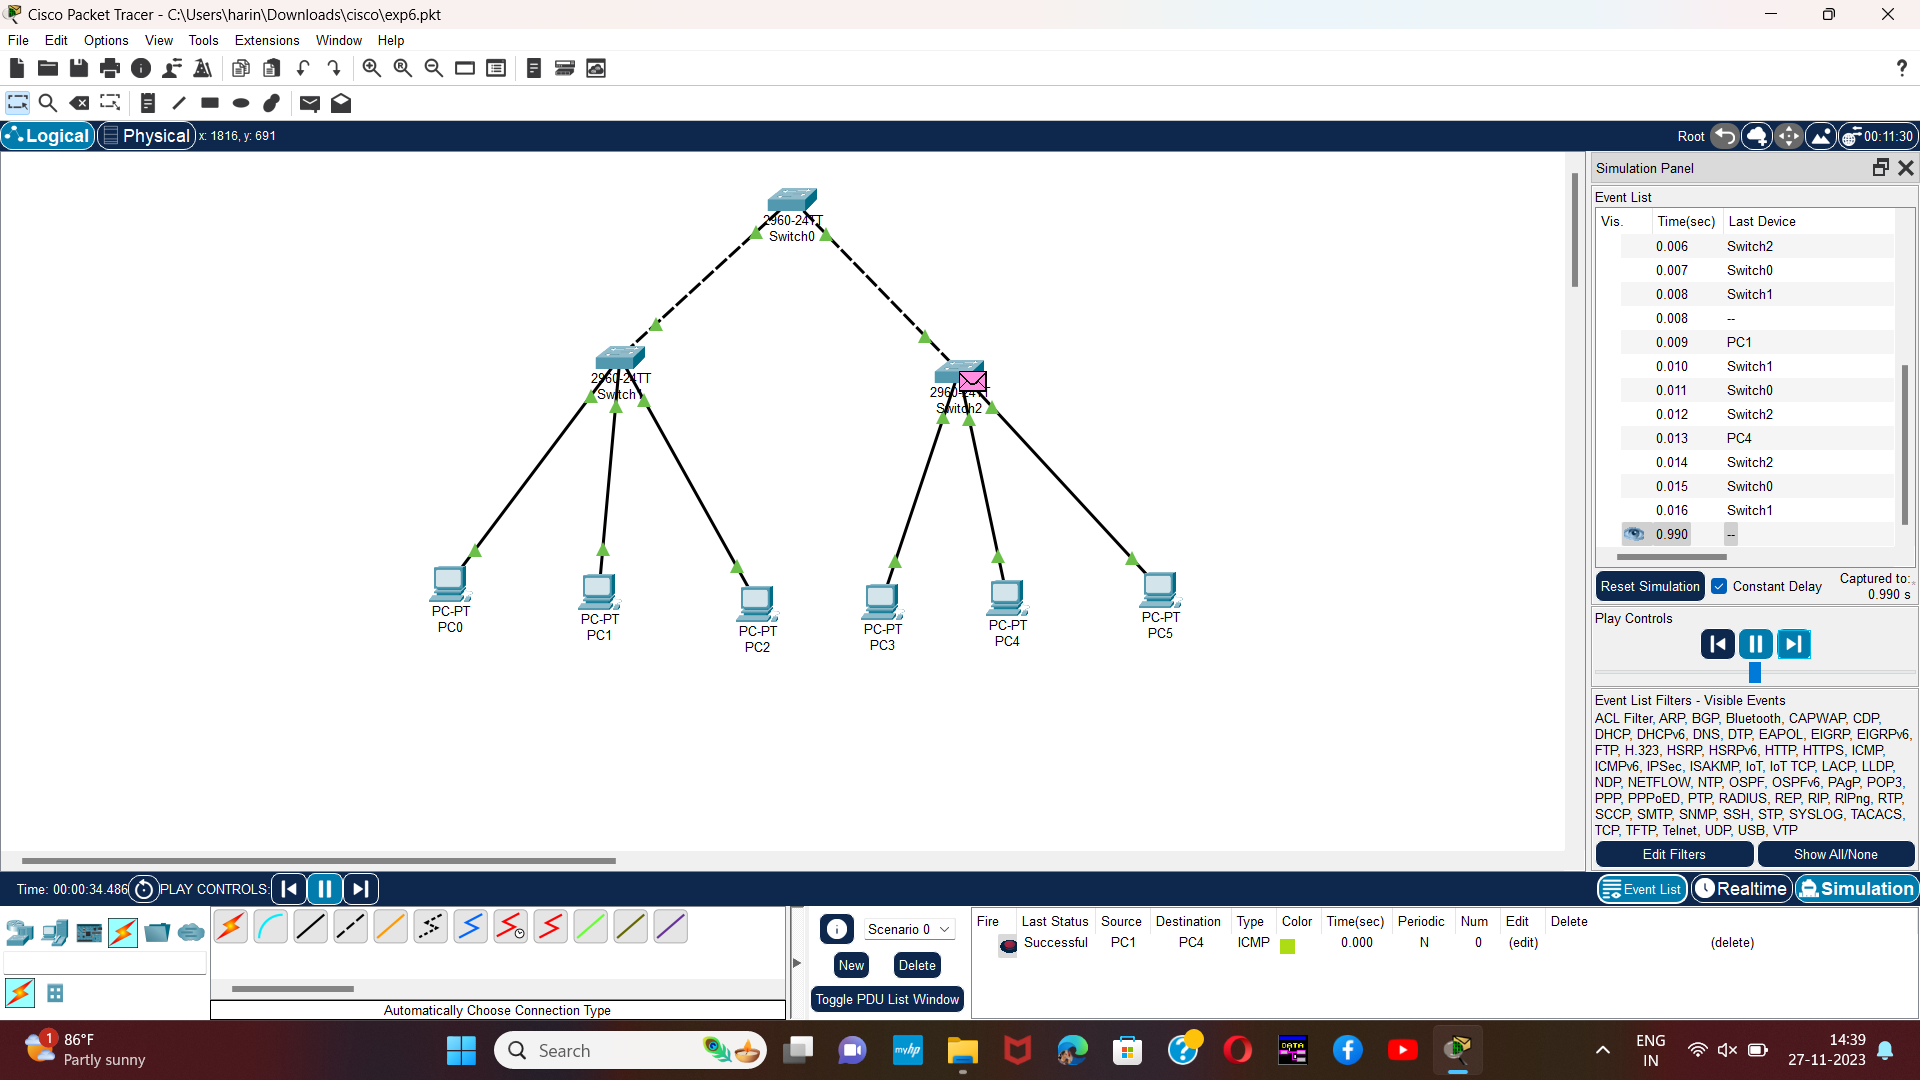 Cisco Packet Tracer - C:\Users\harin\Downloads\cisco\exp6.pkt
File Edit Options View Tools Extensions Window Help
?
Logical Physical x: 1816, y: 691
Root 00:11:30
2960-24TT
Switch0
2960-24TT
Switch1
2960-24TT
Switch2
PC-PT
PC0
PC-PT
PC1
PC-PT
PC2
PC-PT
PC3
PC-PT
PC4
PC-PT
PC5
Simulation Panel
Event List
Vis. Time(sec) Last Device
0.006 Switch2
0.007 Switch0
0.008 Switch1
0.008 --
0.009 PC1
0.010 Switch1
0.011 Switch0
0.012 Switch2
0.013 PC4
0.014 Switch2
0.015 Switch0
0.016 Switch1
0.990 --
Reset Simulation Constant Delay Captured to:
0.990 s
Play Controls
Event List Filters - Visible Events
ACL Filter, ARP, BGP, Bluetooth, CAPWAP, CDP,
DHCP, DHCPv6, DNS, DTP, EAPOL, EIGRP, EIGRPv6,
FTP, H.323, HSRP, HSRPv6, HTTP, HTTPS, ICMP,
ICMPv6, IPSec, ISAKMP, IoT, IoT TCP, LACP, LLDP,
NDP, NETFLOW, NTP, OSPF, OSPFv6, PAgP, POP3,
PPP, PPPoED, PTP, RADIUS, REP, RIP, RIPng, RTP,
SCCP, SMTP, SNMP, SSH, STP, SYSLOG, TACACS,
TCP, TFTP, Telnet, UDP, USB, VTP
Edit Filters Show All/None
Time: 00:00:34.486 PLAY CONTROLS:
Event List Realtime Simulation
Automatically Choose Connection Type
Scenario 0
New Delete
Toggle PDU List Window
Fire Last Status Source Destination Type Color Time(sec) Periodic Num Edit Delete
Successful PC1 PC4 ICMP 0.000 N 0 (edit) (delete)
1
86°F
Partly sunny
Search
myhp
DATA
ENG
IN
14:39
27-11-2023